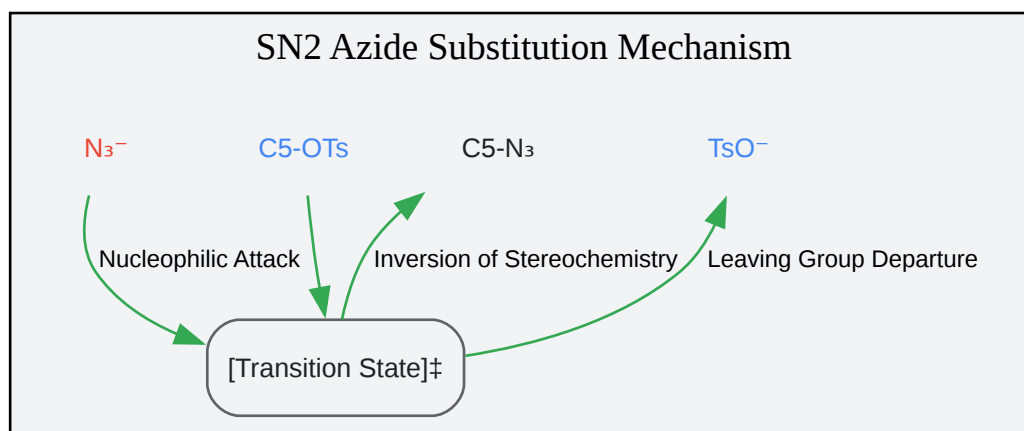 SN2 Azide Substitution Mechanism
N₃⁻ C5-OTs C5-N₃ TsO⁻
Nucleophilic Attack Inversion of Stereochemistry Leaving Group Departure
[Transition State]‡